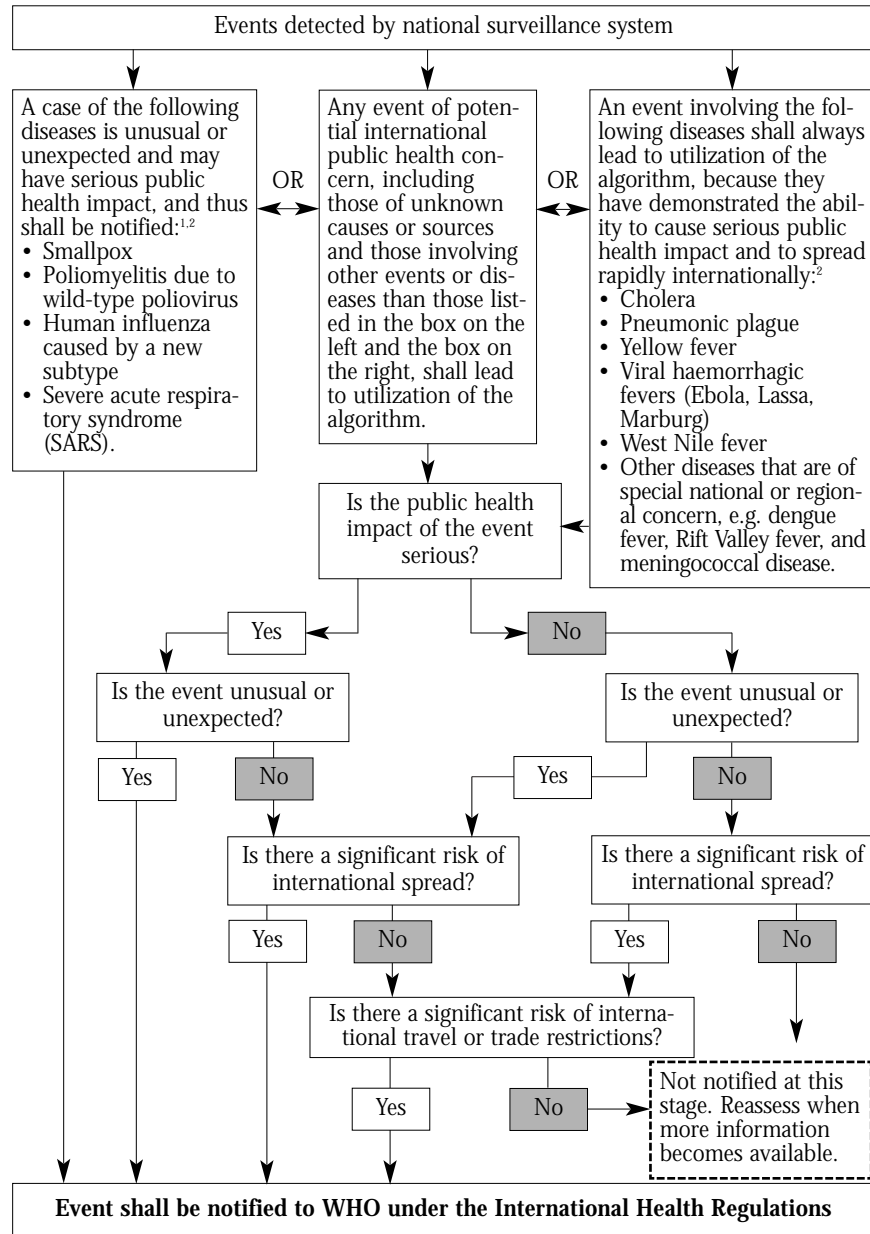 Events detected by national surveillance system
A case of the following
diseases is unusual or
unexpected and may
have serious public
health impact, and thus
shall be notified:1,2
• Smallpox
• Poliomyelitis due to
wild-type poliovirus
• Human influenza
caused by a new
subtype
• Severe acute respira-
tory syndrome
(SARS).
OR
Any event of poten-
tial international
public health con-
cern, including
those of unknown
causes or sources
and those involving
other events or dis-
eases than those list-
ed in the box on the
left and the box on
the right, shall lead
to utilization of the
algorithm.
OR
An event involving the fol-
lowing diseases shall always
lead to utilization of the
algorithm, because they
have demonstrated the abil-
ity to cause serious public
health impact and to spread
rapidly internationally:2
• Cholera
• Pneumonic plague
• Yellow fever
• Viral haemorrhagic
fevers (Ebola, Lassa,
Marburg)
• West Nile fever
• Other diseases that are of
special national or region-
al concern, e.g. dengue
fever, Rift Valley fever, and
meningococcal disease.
Is the public health
impact of the event
serious?
Yes
No
Is the event unusual or
unexpected?
Is the event unusual or
unexpected?
Yes
No
Yes
No
Is there a significant risk of
international spread?
Is there a significant risk of
international spread?
Yes
No
Yes
No
Is there a significant risk of interna-
tional travel or trade restrictions?
Yes
No
Not notified at this
stage. Reassess when
more information
becomes available.
Event shall be notified to WHO under the International Health Regulations